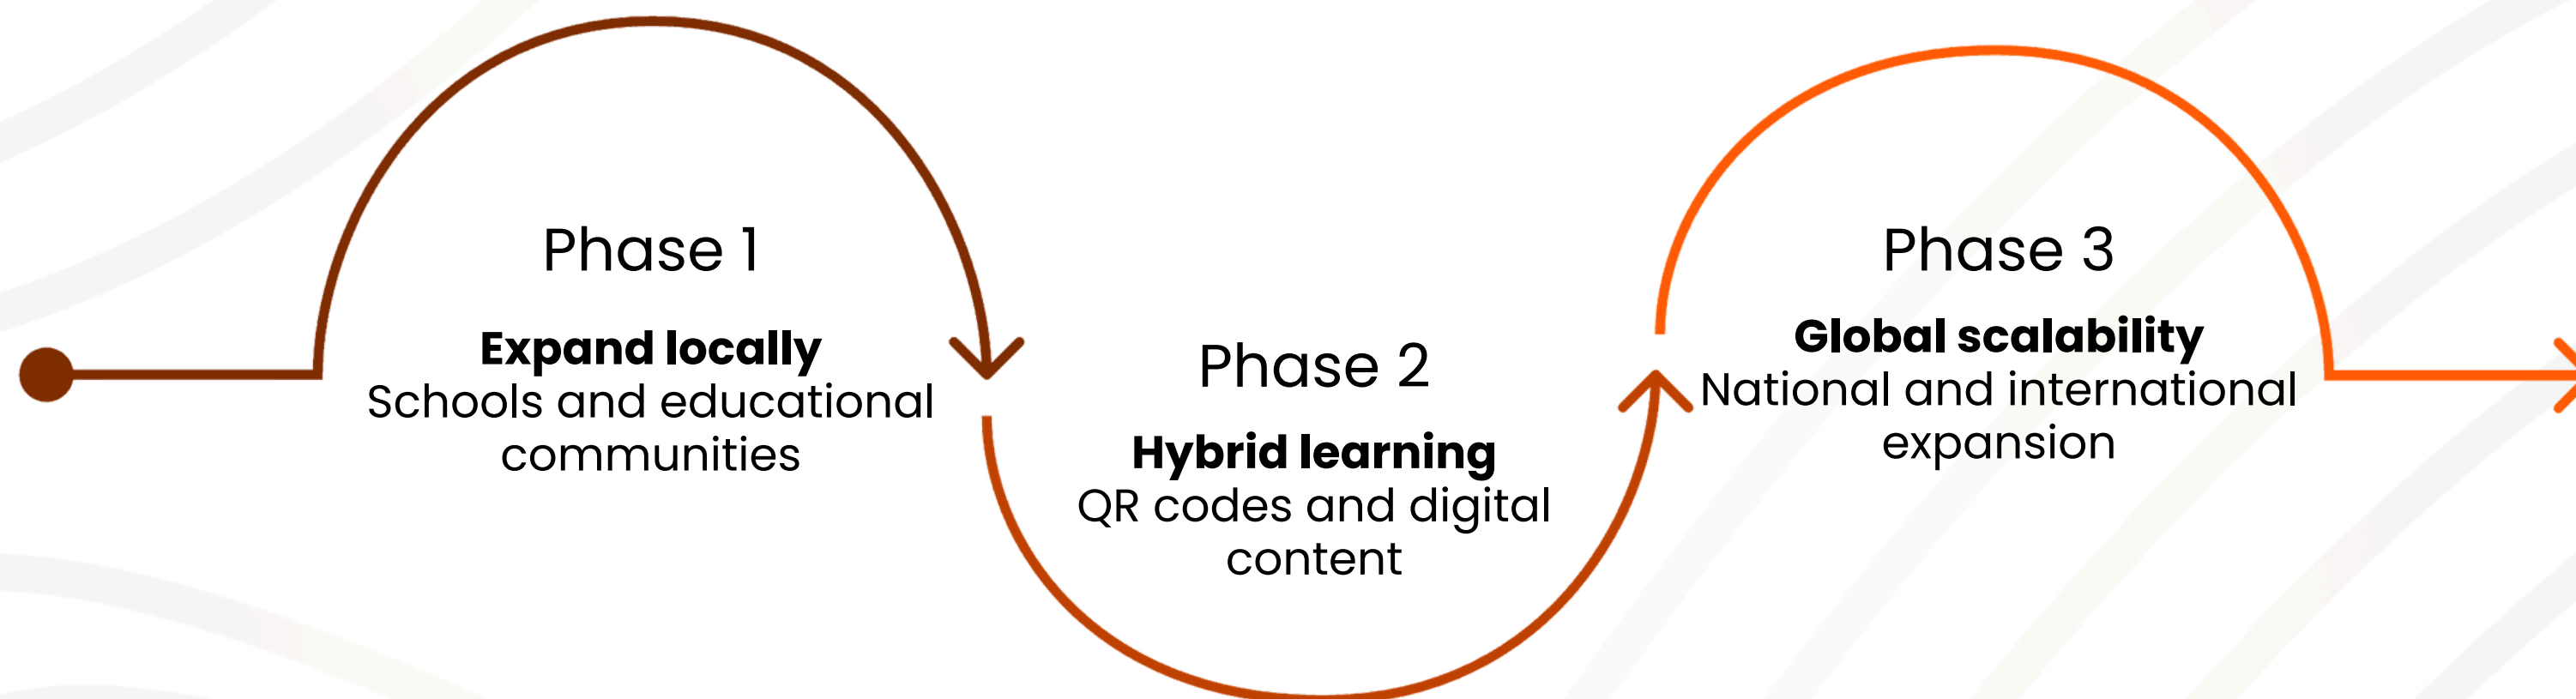 Phase 1
Expand locally
Schools and educational
communities
Phase 2
Hybrid learning
QR codes and digital
content
Phase 3
Global scalability
National and international
expansion